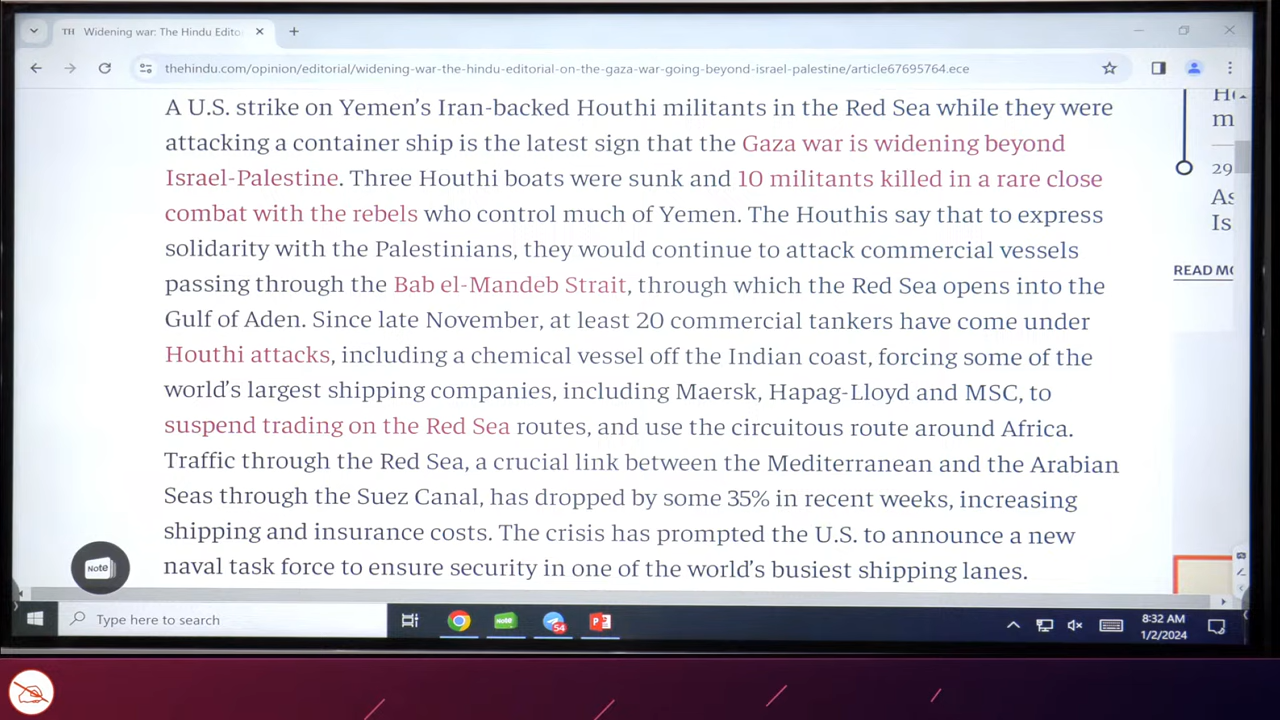 TH Widening war: The Hindu Edito
thehindu.com/opinion/editorial/widening-war-the-hindu-editorial-on-the-gaza-war-going-beyond-israel-palestine/article67695764.ece
A U.S. strike on Yemen's Iran-backed Houthi militants in the Red Sea while they were
attacking a container ship is the latest sign that the Gaza war is widening beyond
Israel-Palestine. Three Houthi boats were sunk and 10 militants killed in a rare close
combat with the rebels who control much of Yemen. The Houthis say that to express
solidarity with the Palestinians, they would continue to attack commercial vessels
passing through the Bab el-Mandeb Strait, through which the Red Sea opens into the
Gulf of Aden. Since late November, at least 20 commercial tankers have come under
Houthi attacks, including a chemical vessel off the Indian coast, forcing some of the
world's largest shipping companies, including Maersk, Hapag-Lloyd and MSC, to
suspend trading on the Red Sea routes, and use the circuitous route around Africa.
Traffic through the Red Sea, a crucial link between the Mediterranean and the Arabian
Seas through the Suez Canal, has dropped by some 35% in recent weeks, increasing
shipping and insurance costs. The crisis has prompted the U.S. to announce a new
naval task force to ensure security in one of the world's busiest shipping lanes.
m
29
As
Is
READ MO
Note
Type here to search
Note
54
8:32 AM
1/2/2024